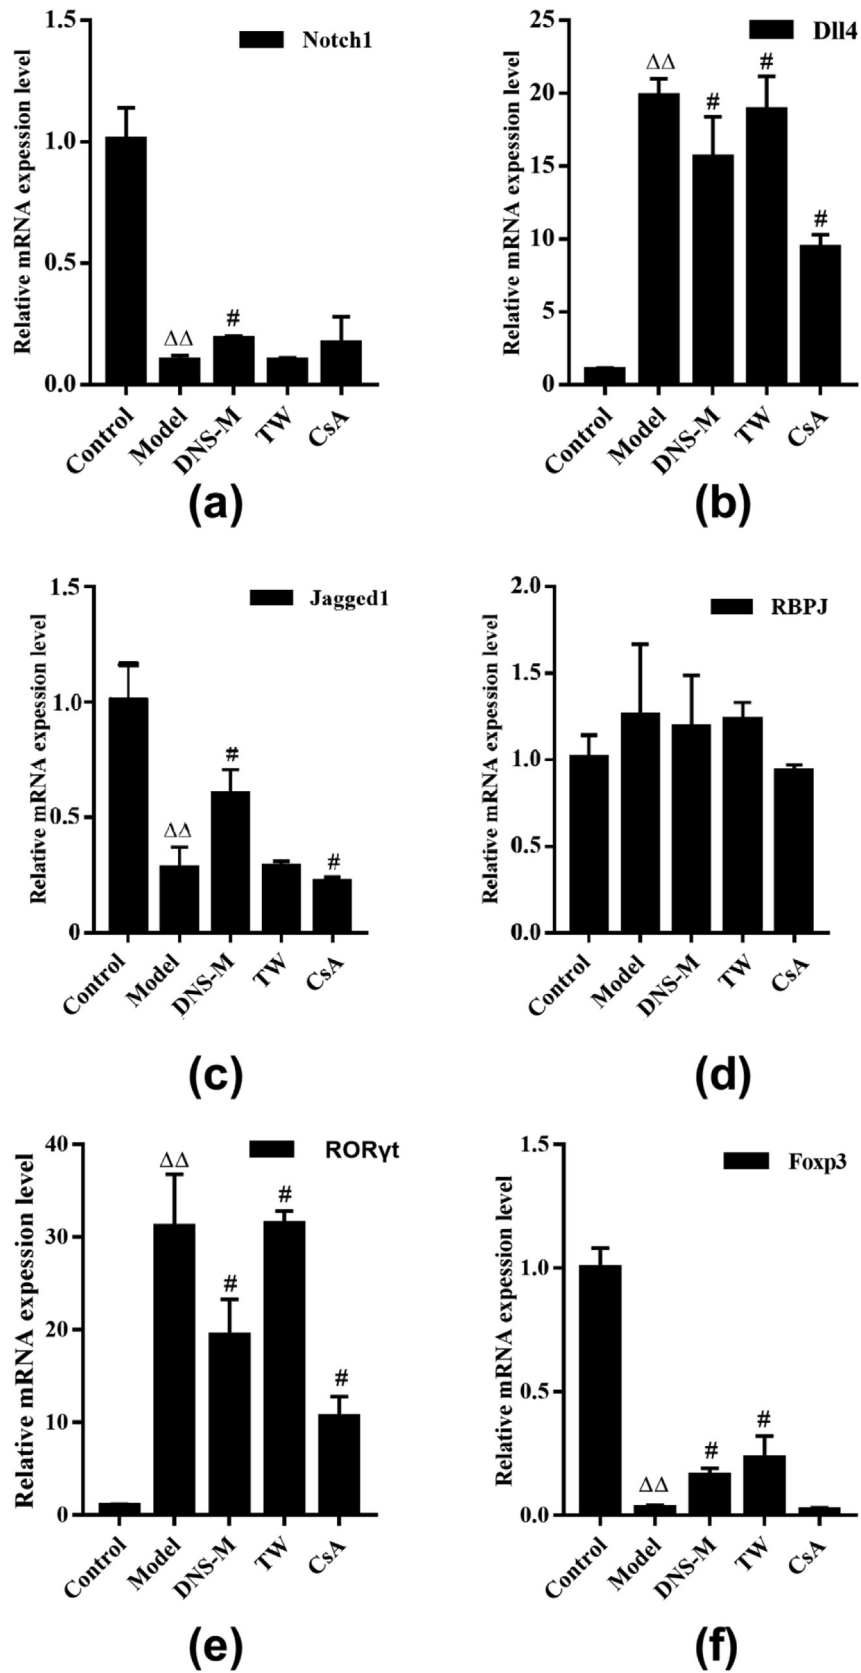 Notch1
Relative mRNA expession level
1.5
1.0
0.5
0.0
ΔΔ
#
Control
Model
DNS-M
TW
CsA
(a)
Dll4
Relative mRNA expession level
25
20
15
10
5
0
ΔΔ
#
#
#
Control
Model
DNS-M
TW
CsA
(b)
Jagged1
Relative mRNA expession level
1.5
1.0
0.5
0
ΔΔ
#
#
Control
Model
DNS-M
TW
CsA
(c)
RBPJ
Relative mRNA expession level
2.0
1.5
1.0
0.5
0.0
Control
Model
DNS-M
TW
CsA
(d)
RORγt
Relative mRNA expession level
40
30
20
10
0
ΔΔ
#
#
#
Control
Model
DNS-M
TW
CsA
(e)
Foxp3
Relative mRNA expession level
1.5
1.0
0.5
0.0
ΔΔ
#
#
Control
Model
DNS-M
TW
CsA
(f)